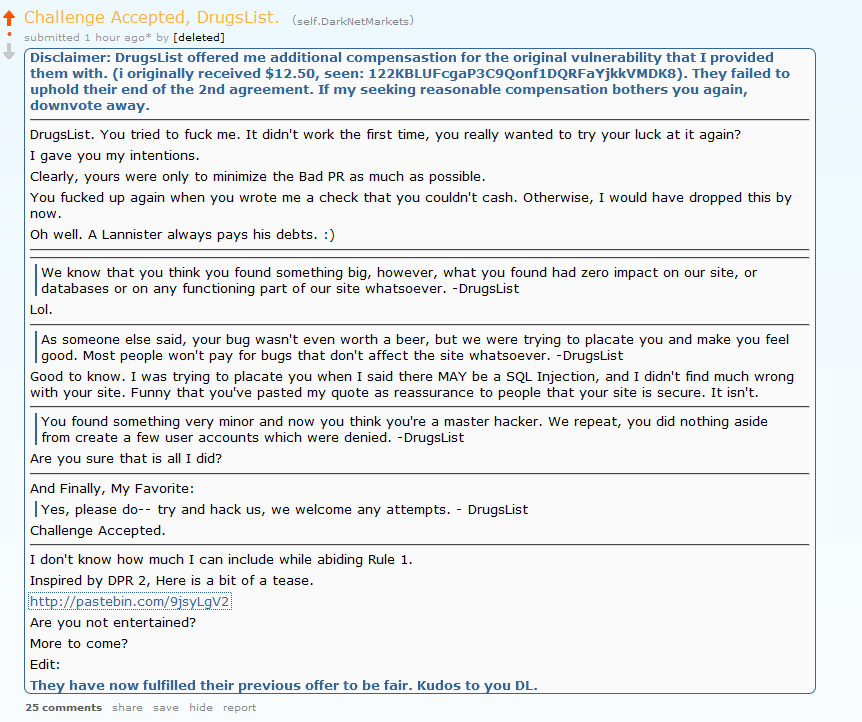 Challenge Accepted, DrugsList. (self.DarkNetMarkets)
submitted 1 hour ago* by [deleted]
Disclaimer: DrugsList offered me additional compensastion for the original vulnerability that I provided
them with. (i originally received $12.50, seen: 122KBLUFcgaP3C9Qonf1DQRFaYjkkVMDK8). They failed to
uphold their end of the 2nd agreement. If my seeking reasonable compensation bothers you again,
downvote away.
DrugsList. You tried to fuck me. It didn't work the first time, you really wanted to try your luck at it again?
I gave you my intentions.
Clearly, yours were only to minimize the Bad PR as much as possible.
You fucked up again when you wrote me a check that you couldn't cash. Otherwise, I would have dropped this by
now.
Oh well. A Lannister always pays his debts. :)
We know that you think you found something big, however, what you found had zero impact on our site, or
databases or on any functioning part of our site whatsoever. -DrugsList
Lol.
As someone else said, your bug wasn't even worth a beer, but we were trying to placate you and make you feel
good. Most people won't pay for bugs that don't affect the site whatsoever. -DrugsList
Good to know. I was trying to placate you when I said there MAY be a SQL Injection, and I didn't find much wrong
with your site. Funny that you've pasted my quote as reassurance to people that your site is secure. It isn't.
You found something very minor and now you think you're a master hacker. We repeat, you did nothing aside
from create a few user accounts which were denied. -DrugsList
Are you sure that is all I did?
And Finally, My Favorite:
Yes, please do-- try and hack us, we welcome any attempts. - DrugsList
Challenge Accepted.
I don't know how much I can include while abiding Rule 1.
Inspired by DPR 2, Here is a bit of a tease.
http://pastebin.com/9jsyLgV2
Are you not entertained?
More to come?
Edit:
They have now fulfilled their previous offer to be fair. Kudos to you DL.
25 comments share save hide report